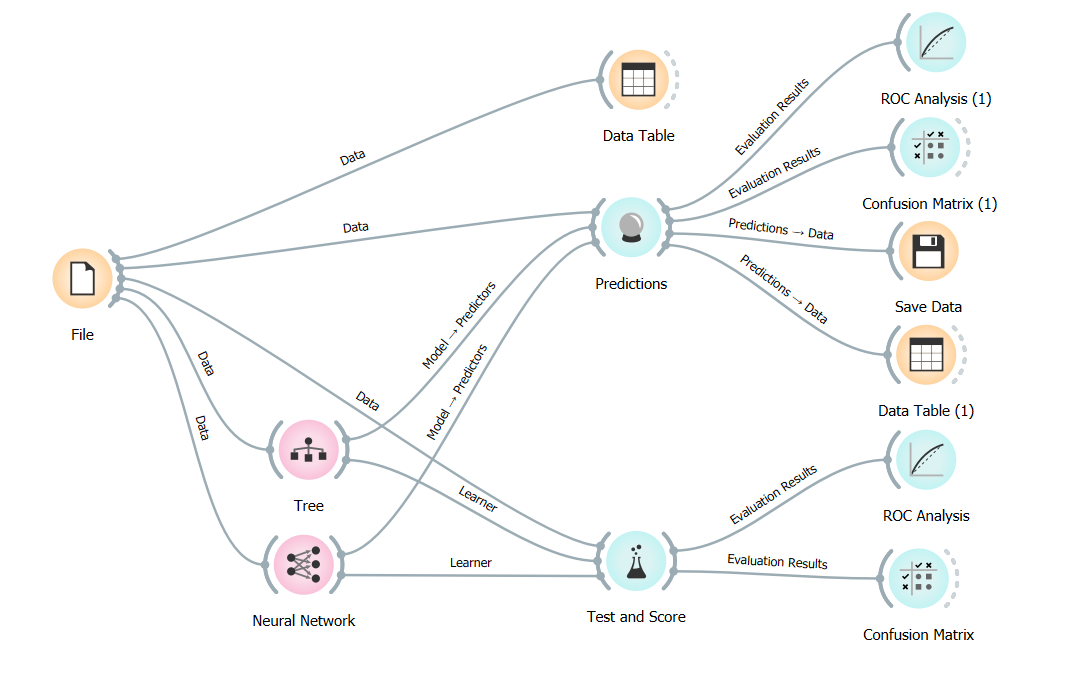 ROC Analysis (1)
Data Table
Evaluation Results
Data
Evaluation Results
Confusion Matrix (1)
Data
Predictions → Data
Predictions
Predictions → Data
Save Data
File
Model → Predictors
Data
Model → Predictors
Data
Data
Data Table (1)
Tree
Learner
Evaluation Results
ROC Analysis
Learner
Evaluation Results
Neural Network
Test and Score
Confusion Matrix